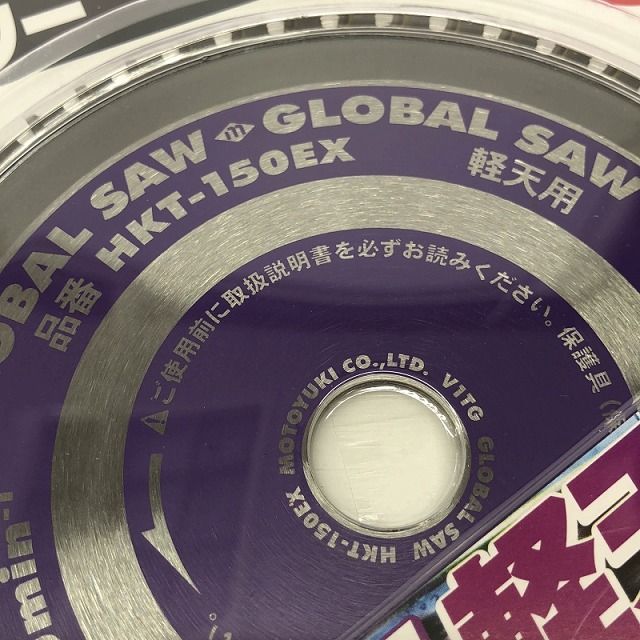 GLOBAL SAW
GLOBAL SAW
品番 HKT-150EX
軽天用
⚠ご使用前に取扱説明書を必ずお読みください。保護具
MOTOYUKI CO.,LTD. VITG GLOBAL SAW HKT-150EX
min⁻¹
軽